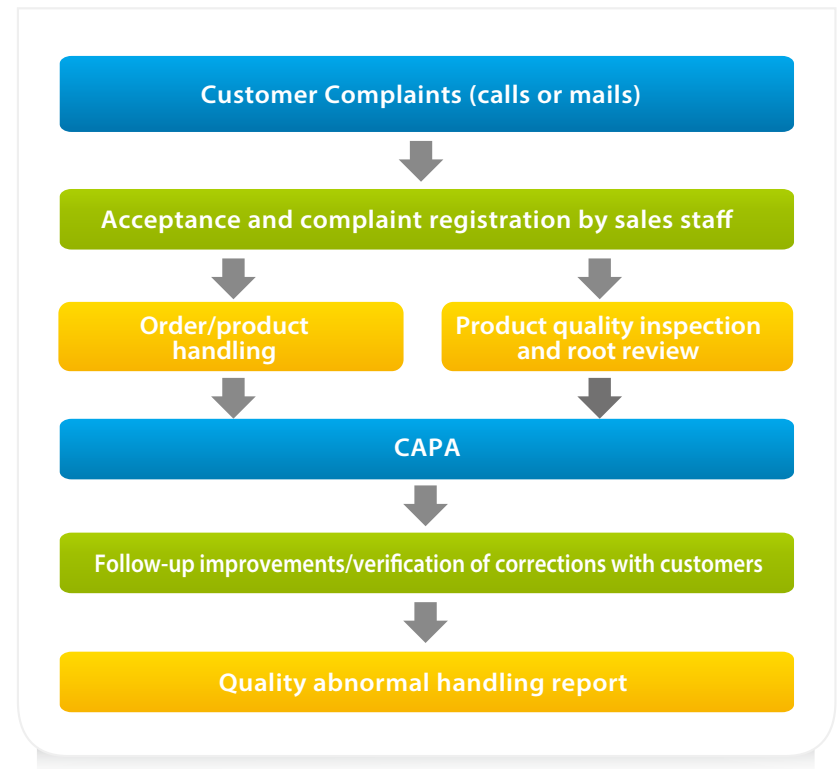 Customer Complaints (calls or mails)
Acceptance and complaint registration by sales staff
Order/product
handling
Product quality inspection
and root review
CAPA
Follow-up improvements/verification of corrections with customers
Quality abnormal handling report